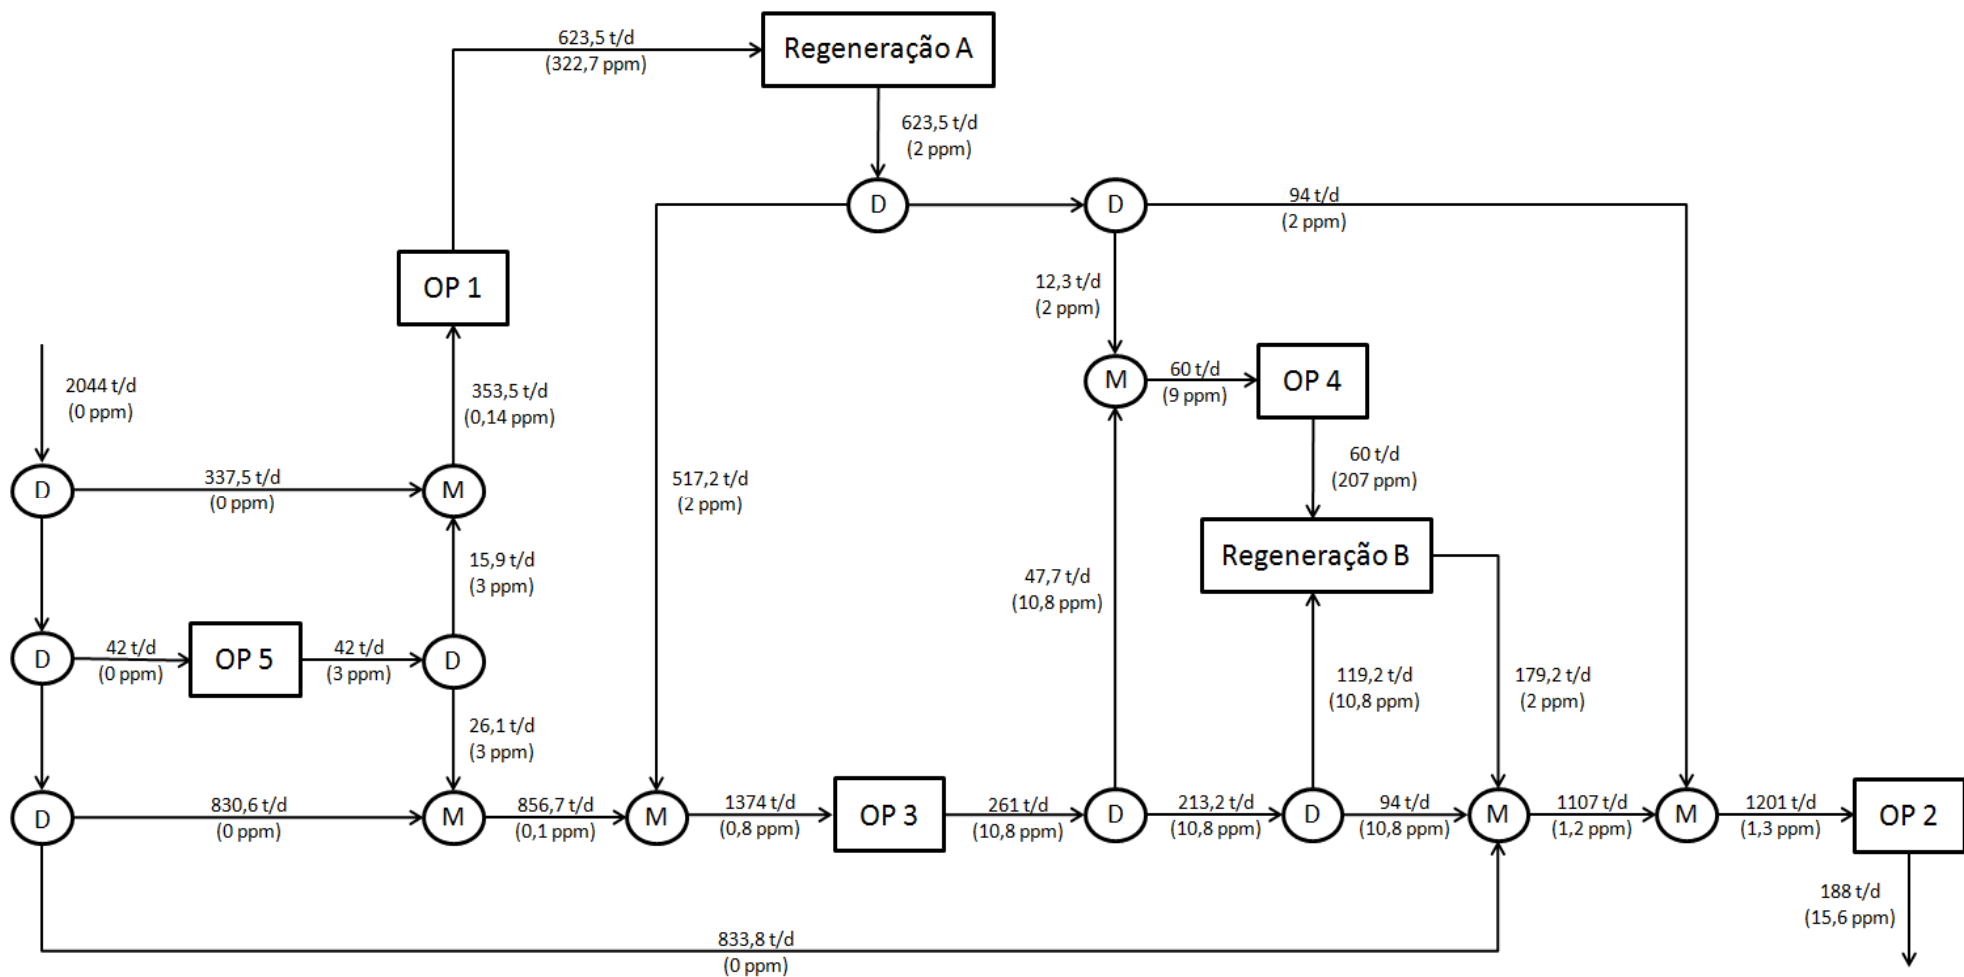 623,5 t/d
(322,7 ppm)
Regeneração A
623,5 t/d
(2 ppm)
D
D
94 t/d
(2 ppm)
OP 1
12,3 t/d
(2 ppm)
2044 t/d
(0 ppm)
353,5 t/d
(0,14 ppm)
M
60 t/d
(9 ppm)
OP 4
D
337,5 t/d
(0 ppm)
M
517,2 t/d
(2 ppm)
60 t/d
(207 ppm)
15,9 t/d
(3 ppm)
47,7 t/d
(10,8 ppm)
Regeneração B
D
42 t/d
(0 ppm)
OP 5
42 t/d
(3 ppm)
D
119,2 t/d
(10,8 ppm)
179,2 t/d
(2 ppm)
26,1 t/d
(3 ppm)
D
830,6 t/d
(0 ppm)
M
856,7 t/d
(0,1 ppm)
M
1374 t/d
(0,8 ppm)
OP 3
261 t/d
(10,8 ppm)
D
213,2 t/d
(10,8 ppm)
D
94 t/d
(10,8 ppm)
M
1107 t/d
(1,2 ppm)
M
1201 t/d
(1,3 ppm)
OP 2
188 t/d
(15,6 ppm)
833,8 t/d
(0 ppm)